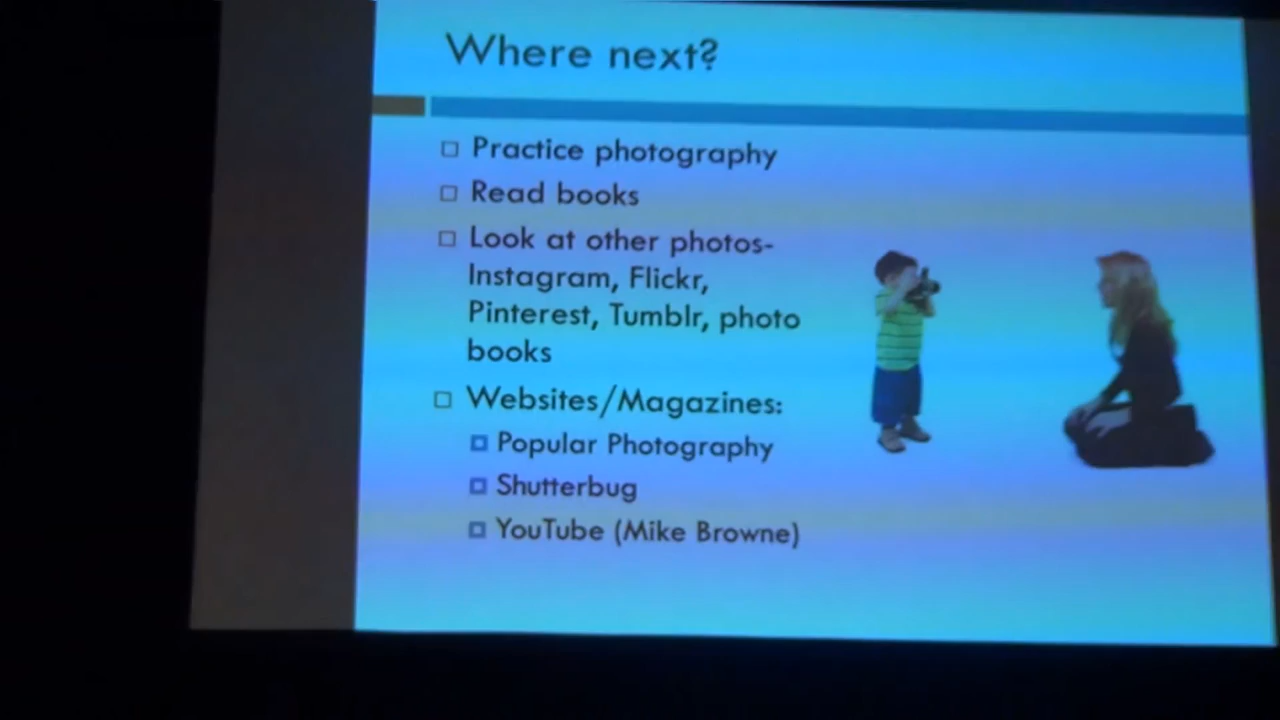 Where next?
Practice photography
Read books
Look at other photos-
Instagram, Flickr,
Pinterest, Tumblr, photo
books
Websites/Magazines:
Popular Photography
Shutterbug
YouTube (Mike Browne)